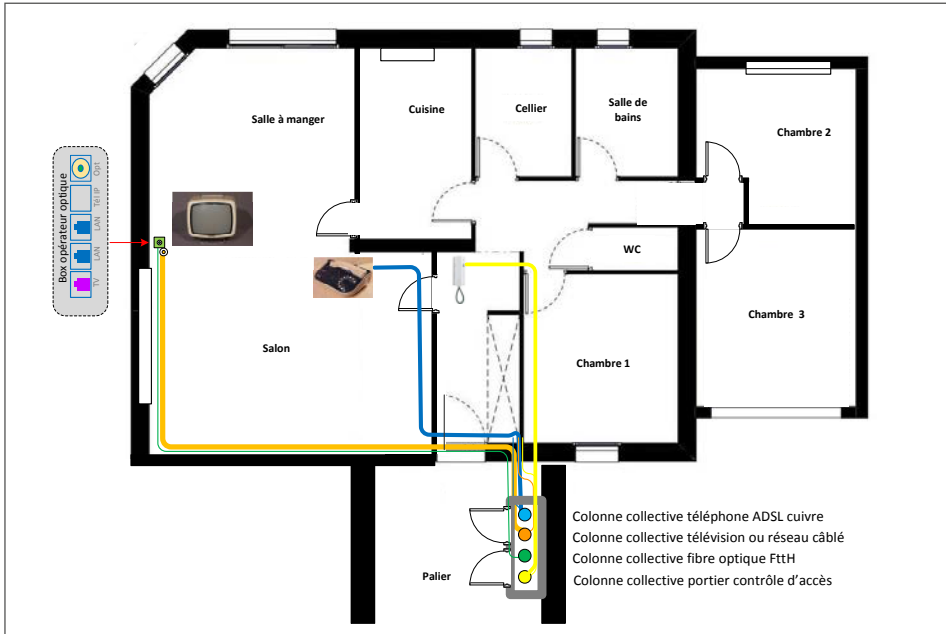 Salle à manger
Cuisine
Cellier
Salle de
bains
Chambre 2
Box opérateur optique
Opt
Tél IP
LAN
LAN
TV
WC
Salon
Chambre 1
Chambre 3
Palier
Colonne collective téléphone ADSL cuivre
Colonne collective télévision ou réseau câblé
Colonne collective fibre optique FttH
Colonne collective portier contrôle d'accès